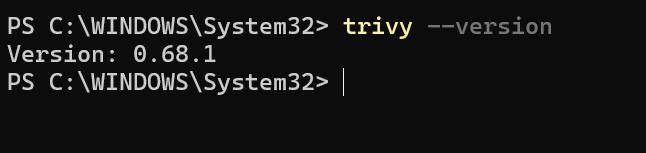 PS C:\WINDOWS\System32> trivy --version
Version: 0.68.1
PS C:\WINDOWS\System32>